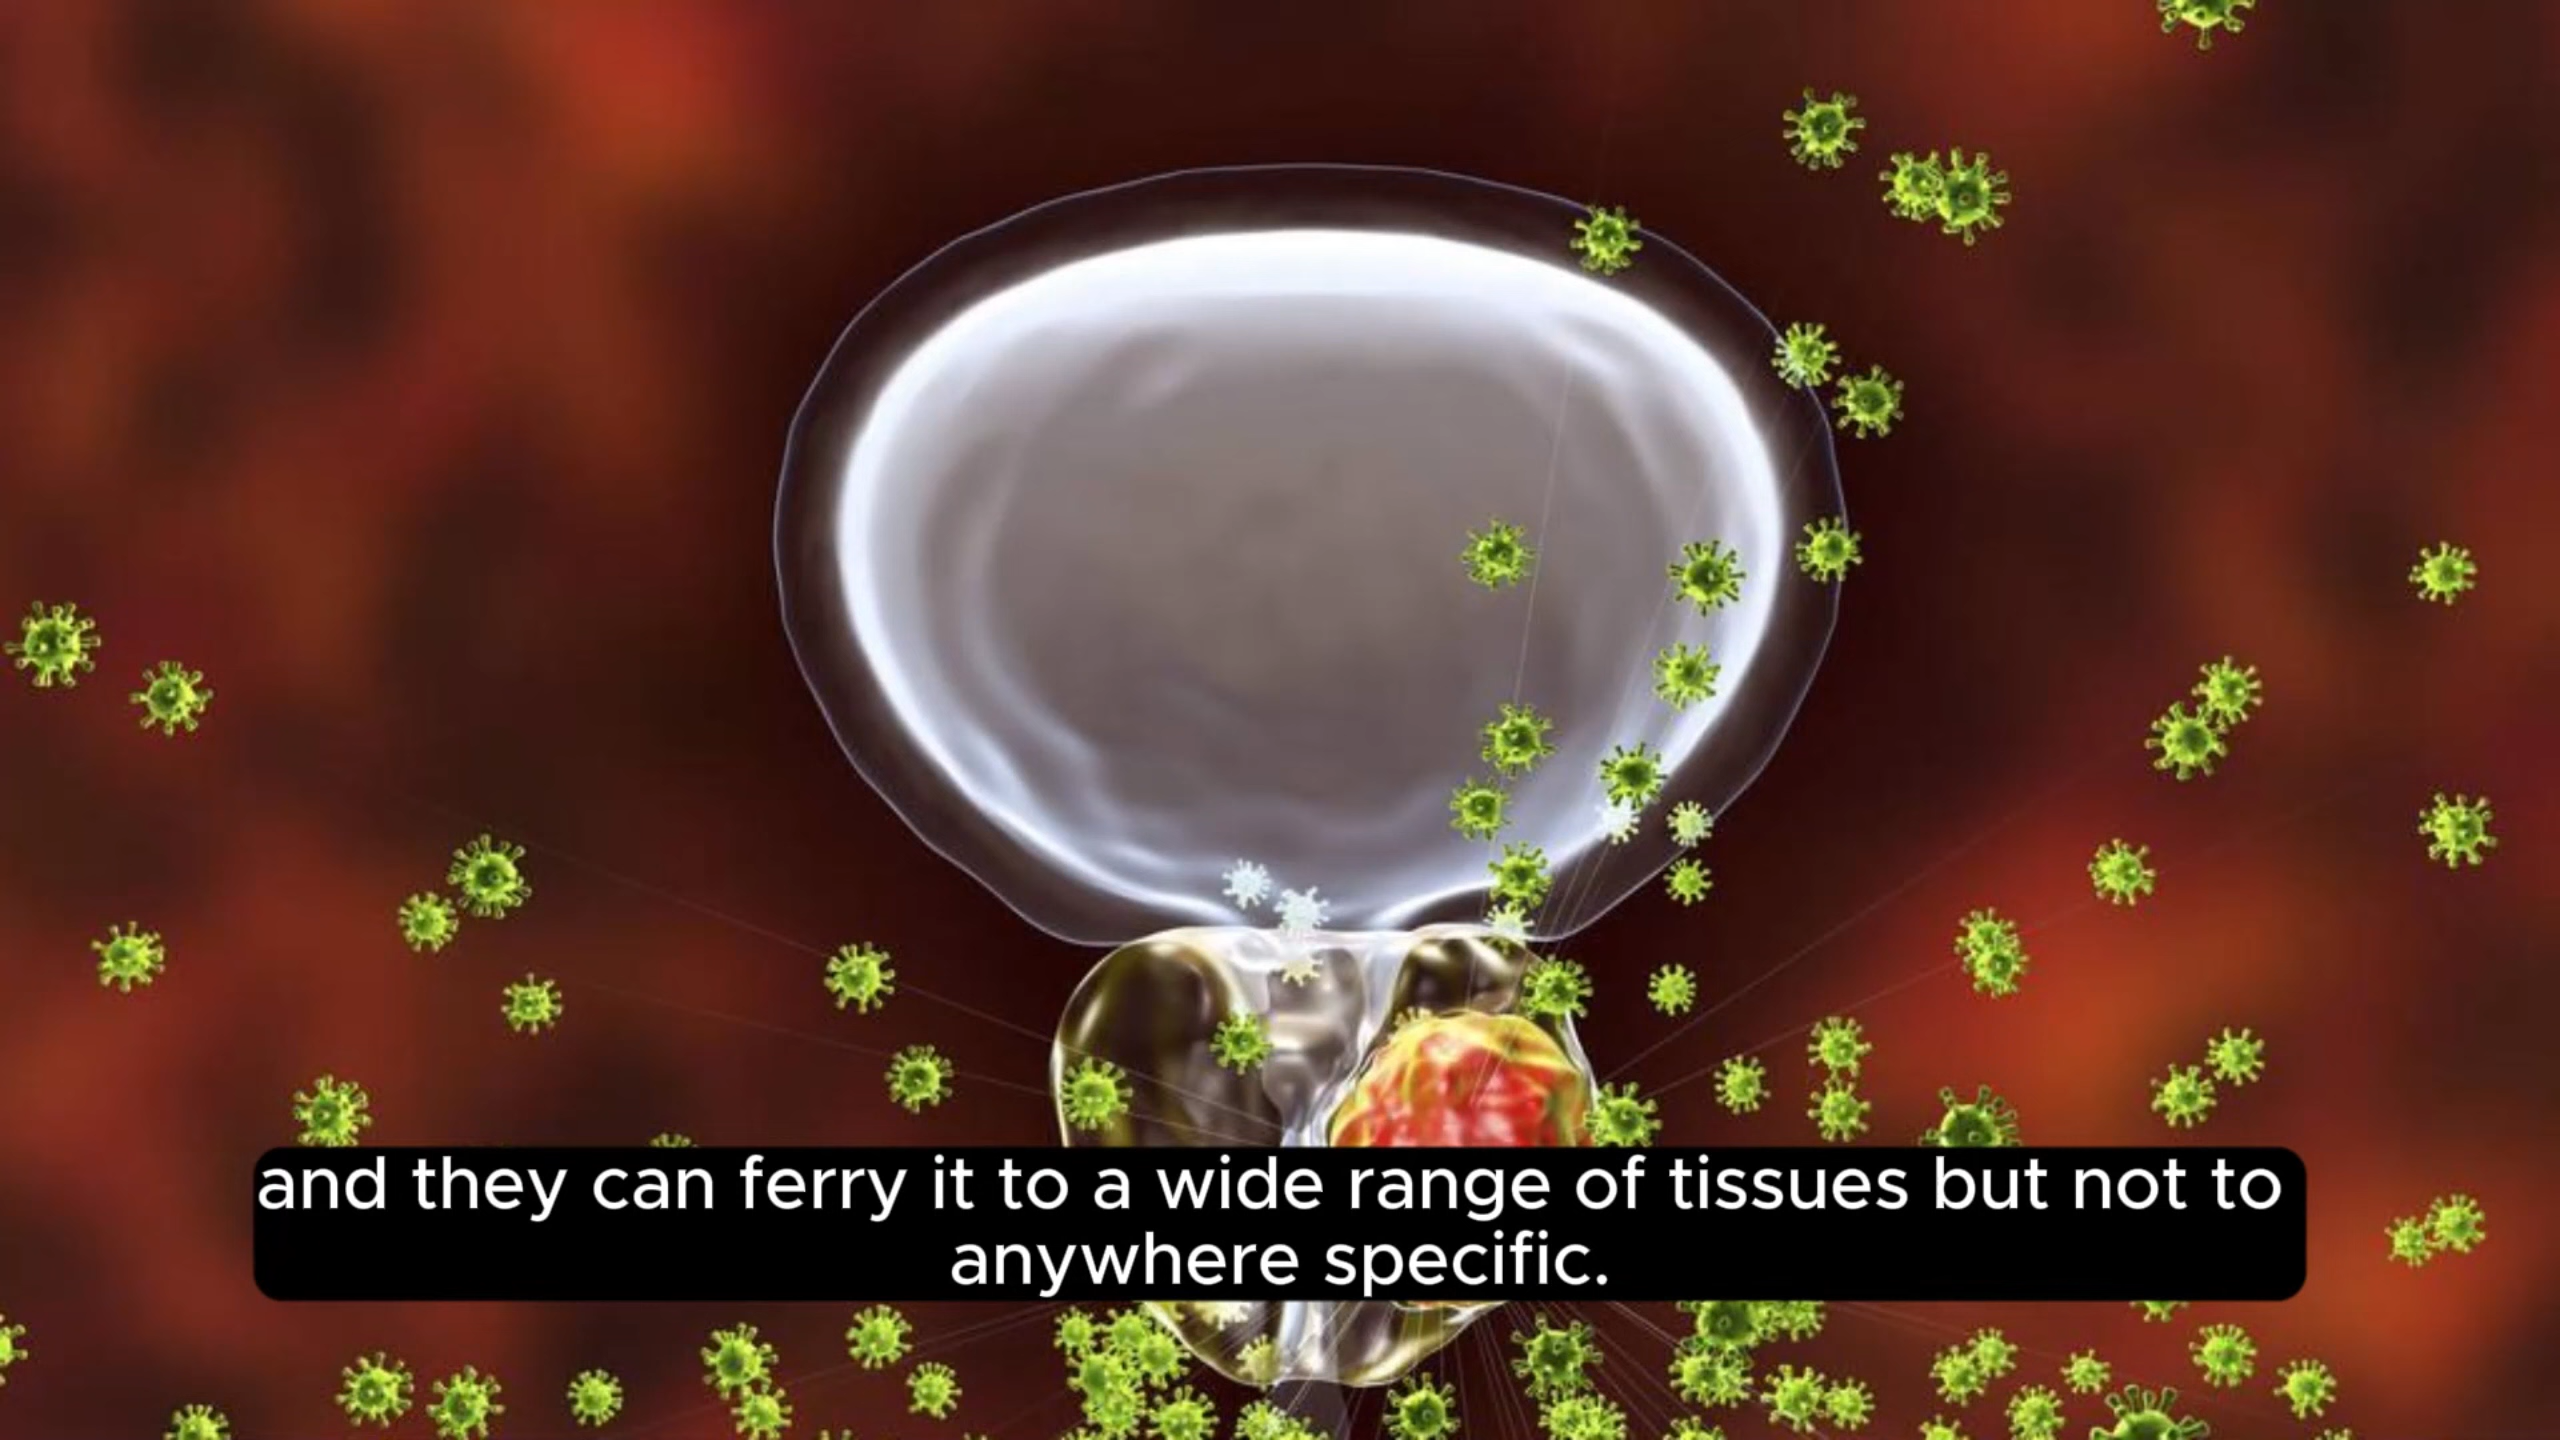 and they can ferry it to a wide range of tissues but not to
anywhere specific.